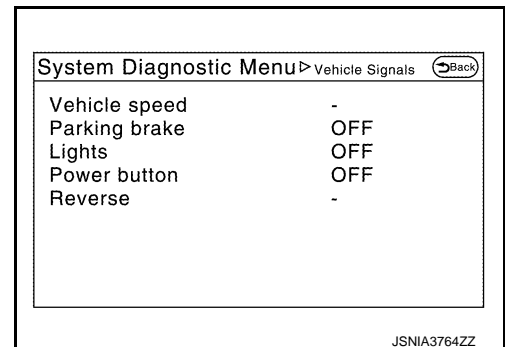 System Diagnostic Menu ▷ Vehicle Signals Back
Vehicle speed -
Parking brake OFF
Lights OFF
Power button OFF
Reverse -
JSNIA3764ZZ